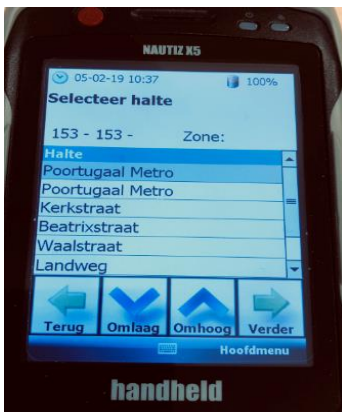 NAUTIZ X5
05-02-19 10:37 100%
Selecteer halte
153 - 153 - Zone:
Halte
Poortugaal Metro
Poortugaal Metro
Kerkstraat
Beatrixstraat
Waalstraat
Landweg
Terug Omlaag Omhoog Verder
Hoofdmenu
handheld